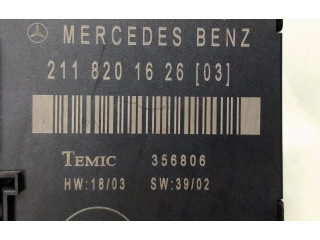 MERCEDES BENZ
211 820 16 26 [03]
TEMIC 356806
HW:18/03 SW:39/02